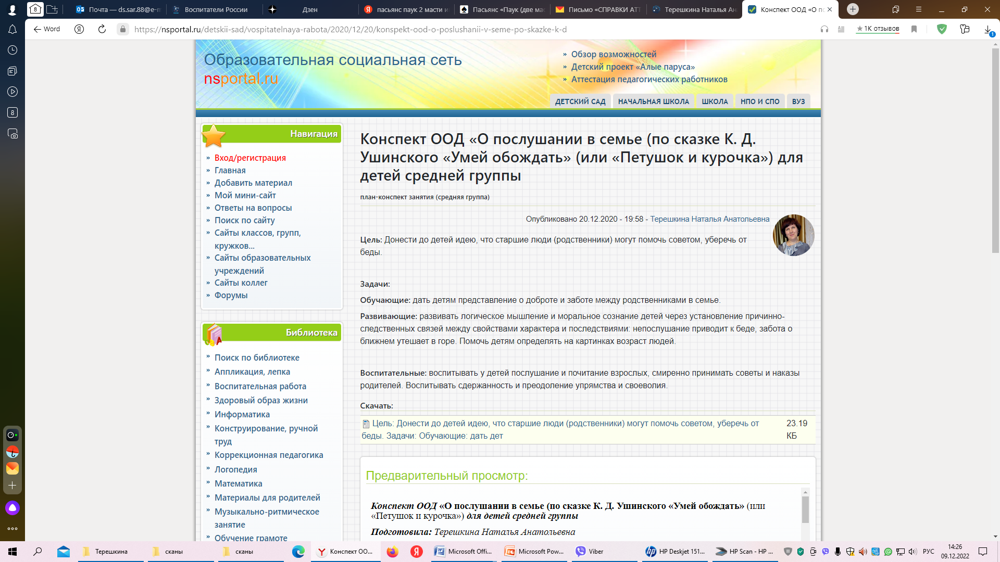 Почта — ds.sar.88@e-m
Воспитатели России
Дзен
пасьянс паук 2 масти и
Пасьянс «Паук (две мас
Письмо «СПРАВКИ АТТ
Терешкина Наталья Ан
Конспект ООД «О по
Word
https://nsportal.ru/detskii-sad/vospitatelnaya-rabota/2020/12/20/konspekt-ood-o-poslushanii-v-seme-po-skazke-k-d
★ 1K отзывов
1
8
Образовательная социальная сеть
nsportal.ru
» Обзор возможностей
» Детский проект «Алые паруса»
» Аттестация педагогических работников
ДЕТСКИЙ САД
НАЧАЛЬНАЯ ШКОЛА
ШКОЛА
НПО И СПО
ВУЗ
Навигация
» Вход/регистрация
» Главная
» Добавить материал
» Мой мини-сайт
» Ответы на вопросы
» Поиск по сайту
» Сайты классов, групп,
кружков...
» Сайты образовательных
учреждений
» Сайты коллег
» Форумы
Библиотека
» Поиск по библиотеке
» Аппликация, лепка
» Воспитательная работа
» Здоровый образ жизни
» Информатика
» Конструирование, ручной
труд
» Коррекционная педагогика
» Логопедия
» Математика
» Материалы для родителей
» Музыкально-ритмическое
занятие
» Обучение грамоте
Конспект ООД «О послушании в семье (по сказке К. Д.
Ушинского «Умей обождать» (или «Петушок и курочка») для
детей средней группы
план-конспект занятия (средняя группа)
Опубликовано 20.12.2020 - 19:58 - Терешкина Наталья Анатольевна
Цель: Донести до детей идею, что старшие люди (родственники) могут помочь советом, уберечь от
беды.
Задачи:
Обучающие: дать детям представление о доброте и заботе между родственниками в семье.
Развивающие: развивать логическое мышление и моральное сознание детей через установление причинно-
следственных связей между свойствами характера и последствиями: непослушание приводит к беде, забота о
ближнем утешает в горе. Помочь детям определять на картинках возраст людей.
Воспитательные: воспитывать у детей послушание и почитание взрослых, смиренно принимать советы и наказы
родителей. Воспитывать сдержанность и преодоление упрямства и своеволия.
Скачать:
Цель: Донести до детей идею, что старшие люди (родственники) могут помочь советом, уберечь от
беды. Задачи: Обучающие: дать дет
23.19
КБ
Предварительный просмотр:
Конспект ООД «О послушании в семье (по сказке К. Д. Ушинского «Умей обождать» (или
«Петушок и курочка») для детей средней группы
Подготовила: Терешкина Наталья Анатольевна
Терешкина
сканы
сканы
Конспект ОО...
Microsoft Offi...
Microsoft Pow...
Viber
HP Deskjet 151...
HP Scan - HP ...
РУС
14:26
09.12.2022